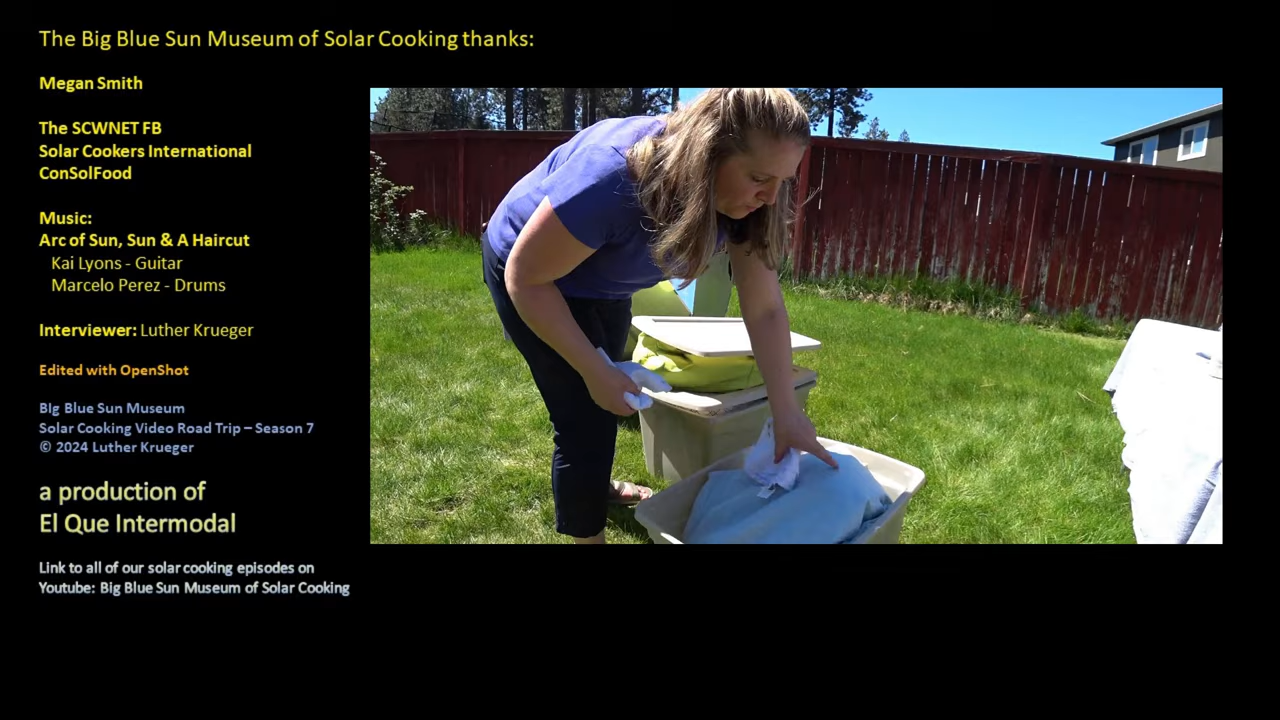 The Big Blue Sun Museum of Solar Cooking thanks:
Megan Smith
The SCWNET FB
Solar Cookers International
ConSolFood
Music:
Arc of Sun, Sun & A Haircut
Kai Lyons - Guitar
Marcelo Perez - Drums
Interviewer: Luther Krueger
Edited with OpenShot
Big Blue Sun Museum
Solar Cooking Video Road Trip – Season 7
© 2024 Luther Krueger
a production of
El Que Intermodal
Link to all of our solar cooking episodes on
Youtube: Big Blue Sun Museum of Solar Cooking